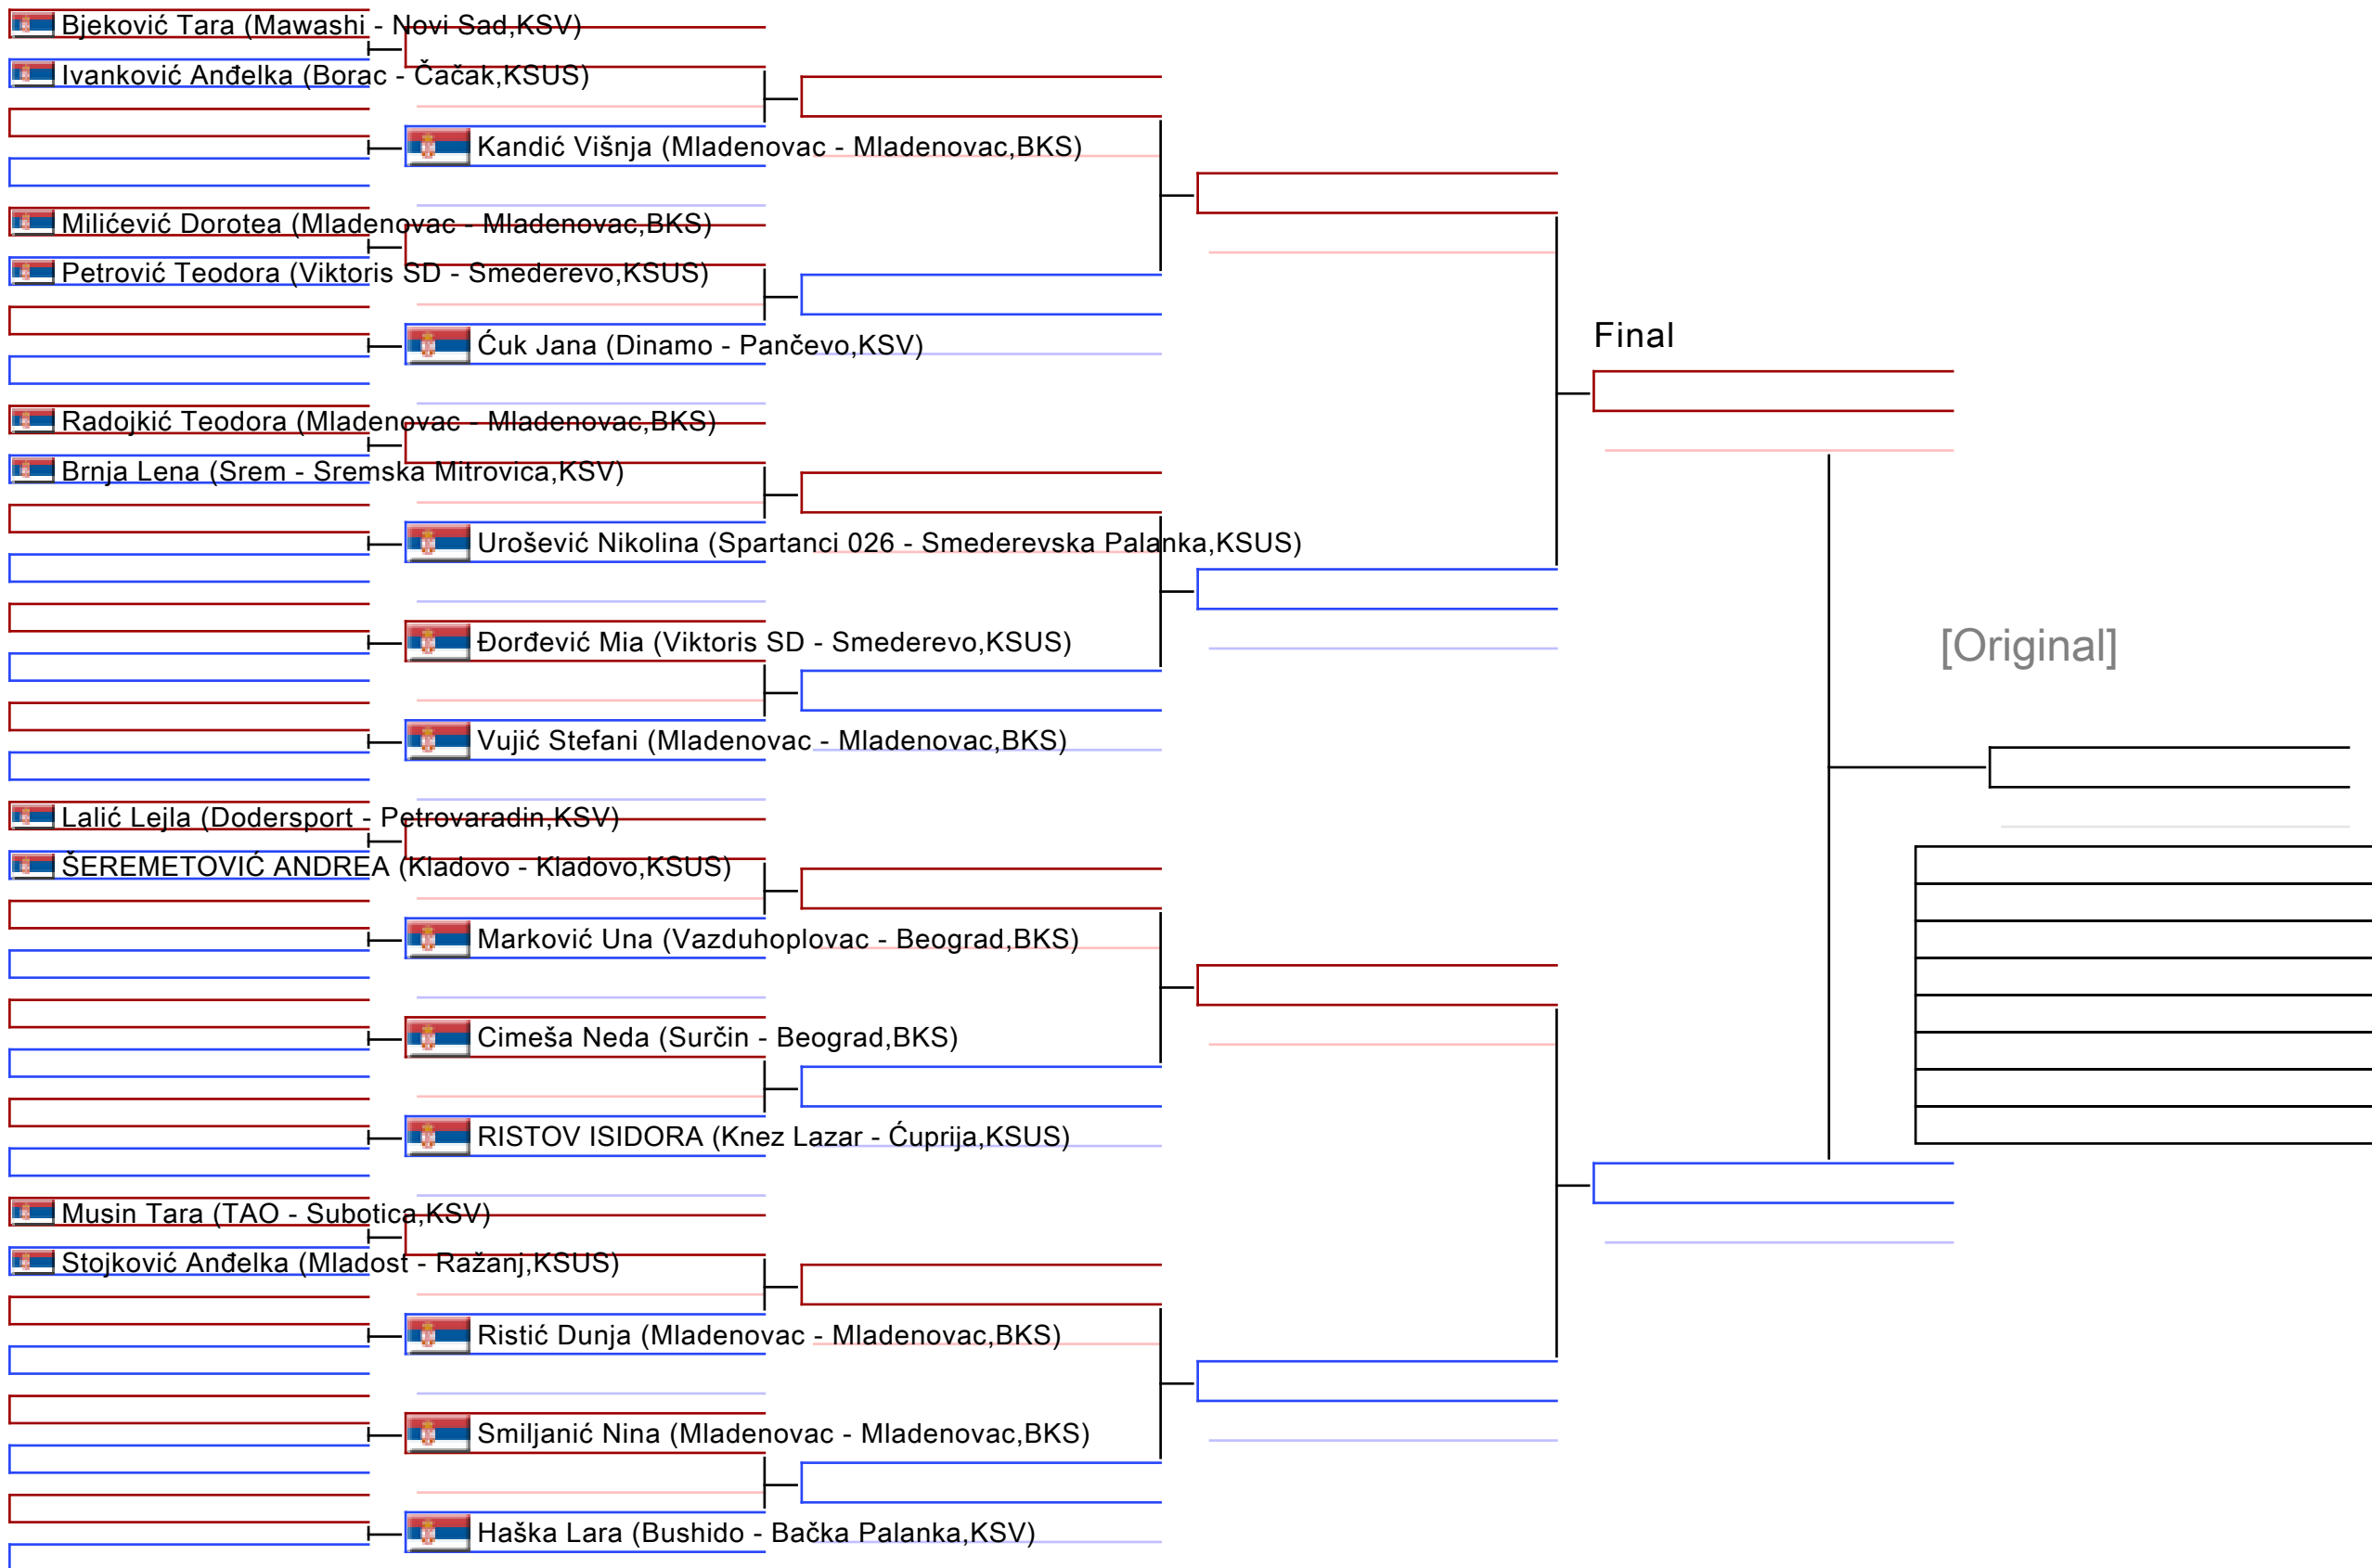 Bjeković Tara (Mawashi - Novi Sad,KSV)
Ivanković Anđelka (Borac - Čačak,KSUS)
Kandić Višnja (Mladenovac - Mladenovac,BKS)
Milićević Dorotea (Mladenovac - Mladenovac,BKS)
Petrović Teodora (Viktoris SD - Smederevo,KSUS)
Final
Ćuk Jana (Dinamo - Pančevo,KSV)
Radojkić Teodora (Mladenovac - Mladenovac,BKS)
Brnja Lena (Srem - Sremska Mitrovica,KSV)
Urošević Nikolina (Spartanci 026 - Smederevska Palanka,KSUS)
Đorđević Mia (Viktoris SD - Smederevo,KSUS)
[Original]
Vujić Stefani (Mladenovac - Mladenovac,BKS)
Lalić Lejla (Dodersport - Petrovaradin,KSV)
ŠEREMETOVIĆ ANDREA (Kladovo - Kladovo,KSUS)
Marković Una (Vazduhoplovac - Beograd,BKS)
Cimeša Neda (Surčin - Beograd,BKS)
RISTOV ISIDORA (Knez Lazar - Ćuprija,KSUS)
Musin Tara (TAO - Subotica,KSV)
Stojković Anđelka (Mladost - Ražanj,KSUS)
Ristić Dunja (Mladenovac - Mladenovac,BKS)
Smiljanić Nina (Mladenovac - Mladenovac,BKS)
Haška Lara (Bushido - Bačka Palanka,KSV)